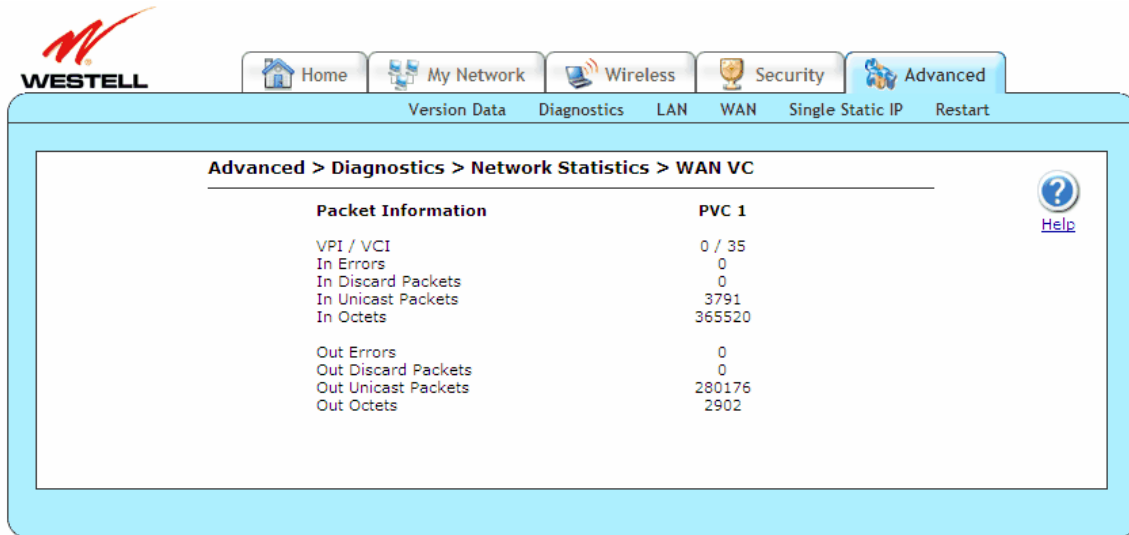 WESTELL
Home My Network Wireless Security Advanced
Version Data Diagnostics LAN WAN Single Static IP Restart
Advanced > Diagnostics > Network Statistics > WAN VC
Help
Packet Information PVC 1
VPI / VCI 0 / 35
In Errors 0
In Discard Packets 0
In Unicast Packets 3791
In Octets 365520
Out Errors 0
Out Discard Packets 0
Out Unicast Packets 280176
Out Octets 2902